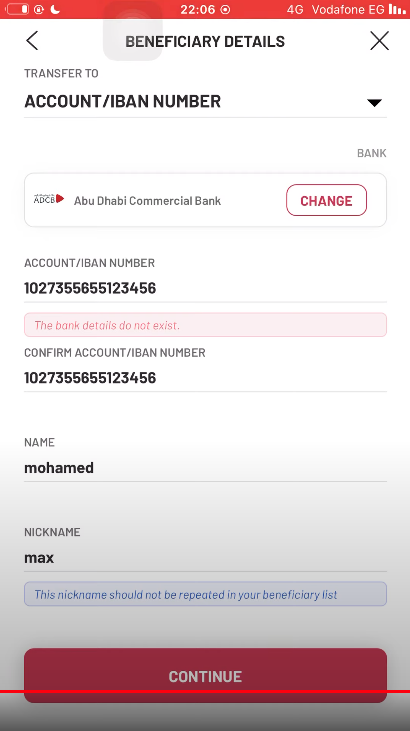 22:06
4G Vodafone EG
BENEFICIARY DETAILS
TRANSFER TO
ACCOUNT/IBAN NUMBER
BANK
ADCB Abu Dhabi Commercial Bank CHANGE
ACCOUNT/IBAN NUMBER
1027355655123456
The bank details do not exist.
CONFIRM ACCOUNT/IBAN NUMBER
1027355655123456
NAME
mohamed
NICKNAME
max
This nickname should not be repeated in your beneficiary list
CONTINUE